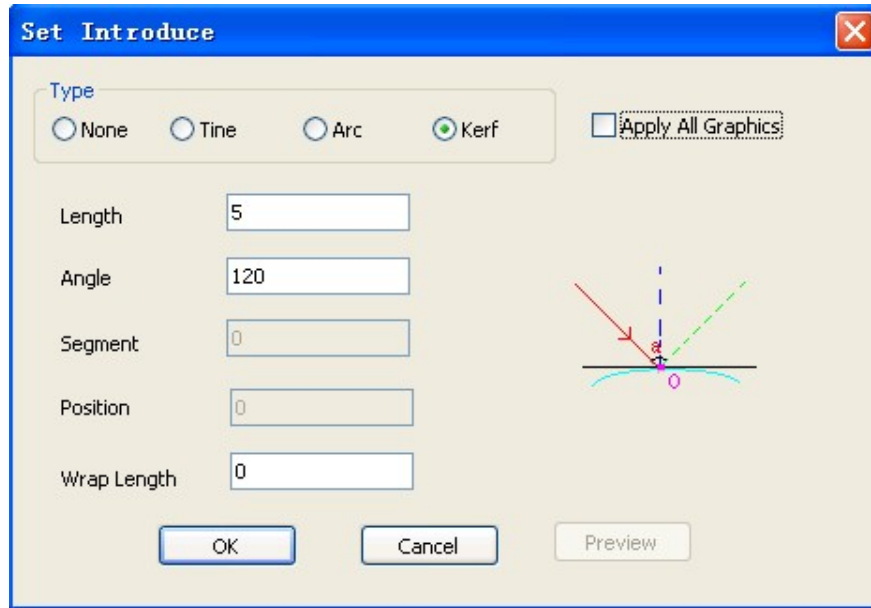 Set Introduce
Type
None Tine Arc Kerf
Apply All Graphics
Length 5
Angle 120
Segment 0
Position 0
Wrap Length 0
a
O
OK Cancel Preview